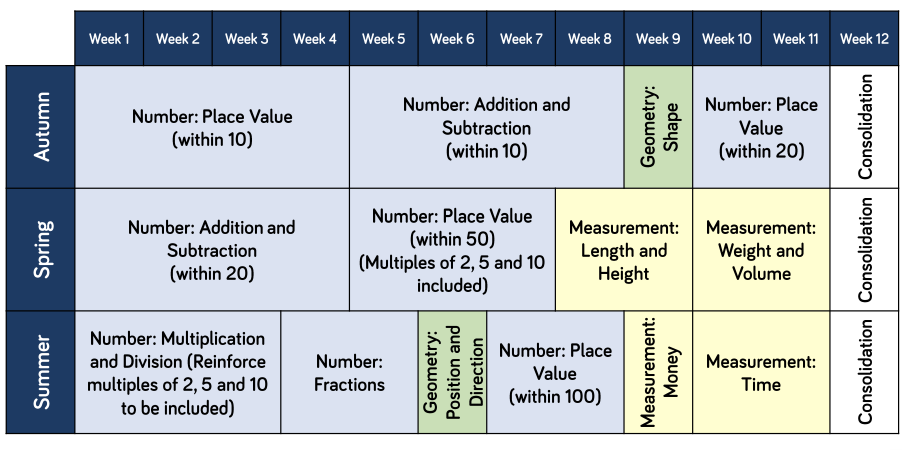 Week 1
Week 2
Week 3
Week 4
Week 5
Week 6
Week 7
Week 8
Week 9
Week 10
Week 11
Week 12
Autumn
Number: Place Value
(within 10)
Number: Addition and
Subtraction
(within 10)
Geometry:
Shape
Number: Place
Value
(within 20)
Consolidation
Spring
Number: Addition and
Subtraction
(within 20)
Number: Place Value
(within 50)
(Multiples of 2, 5 and 10
included)
Measurement:
Length and
Height
Measurement:
Weight and
Volume
Consolidation
Summer
Number: Multiplication
and Division (Reinforce
multiples of 2, 5 and 10
to be included)
Number:
Fractions
Geometry:
Position and
Direction
Number: Place
Value
(within 100)
Measurement:
Money
Measurement:
Time
Consolidation